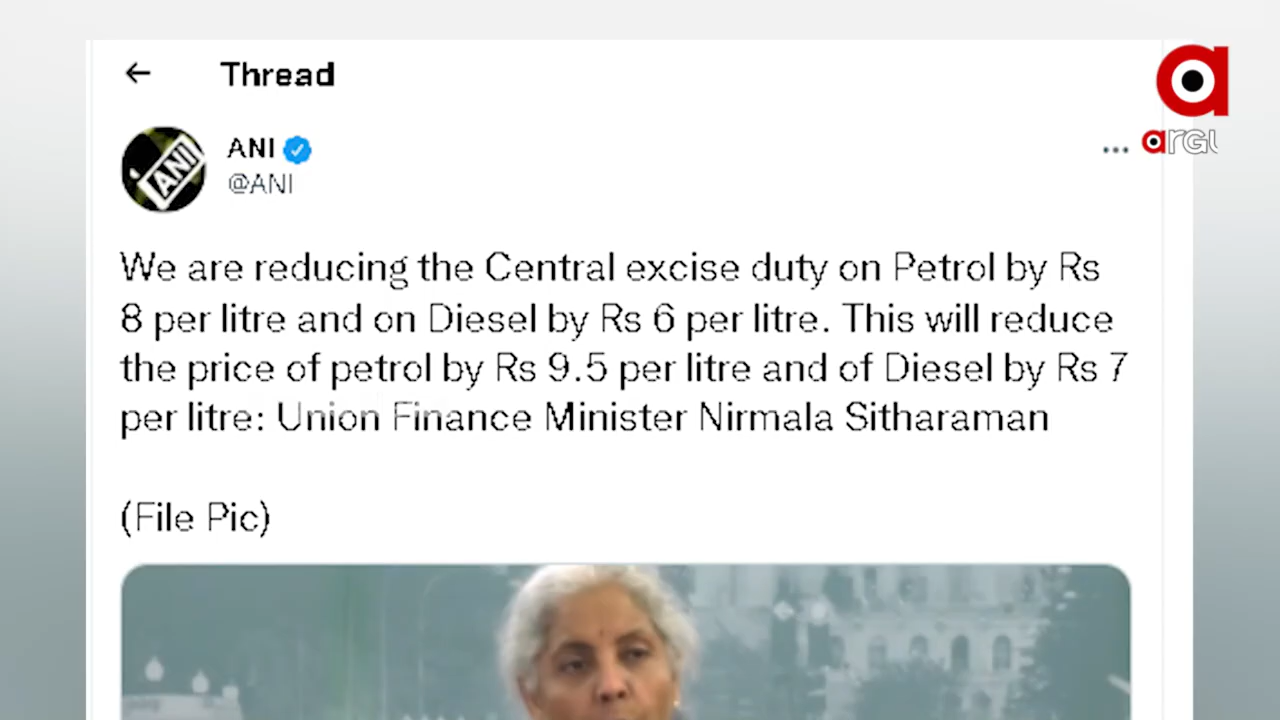 Thread
ANI
@ANI
We are reducing the Central excise duty on Petrol by Rs
8 per litre and on Diesel by Rs 6 per litre. This will reduce
the price of petrol by Rs 9.5 per litre and of Diesel by Rs 7
per litre: Union Finance Minister Nirmala Sitharaman
(File Pic)
ANI
a